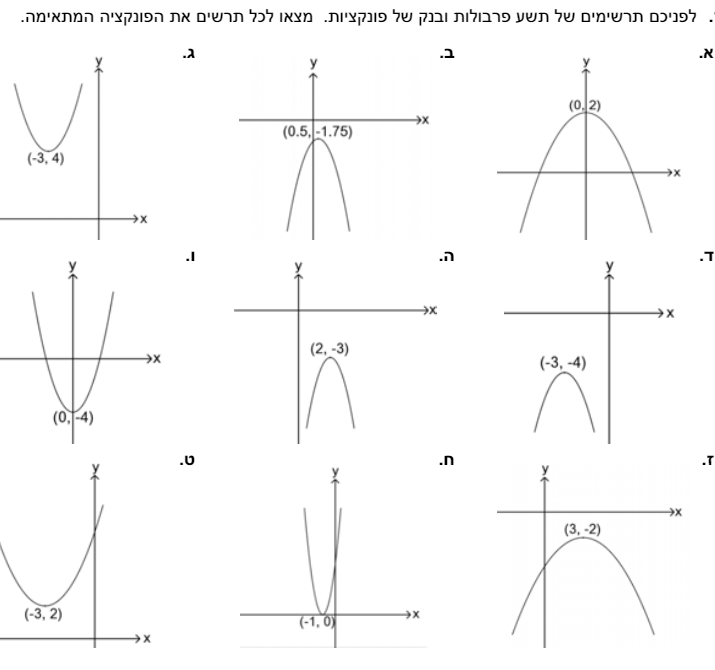 . לפניכם תרשימים של תשע פרבולות ובנק של פונקציות. מצאו לכל תרשים את הפונקציה המתאימה.
א.
y
(0, 2)
x
ב.
y
x
(0.5, -1.75)
ג.
y
(-3, 4)
x
ד.
y
x
(-3, -4)
ה.
y
x
(2, -3)
ו.
y
x
(0, -4)
ז.
y
x
(3, -2)
ח.
y
x
(-1, 0)
ט.
y
(-3, 2)
x